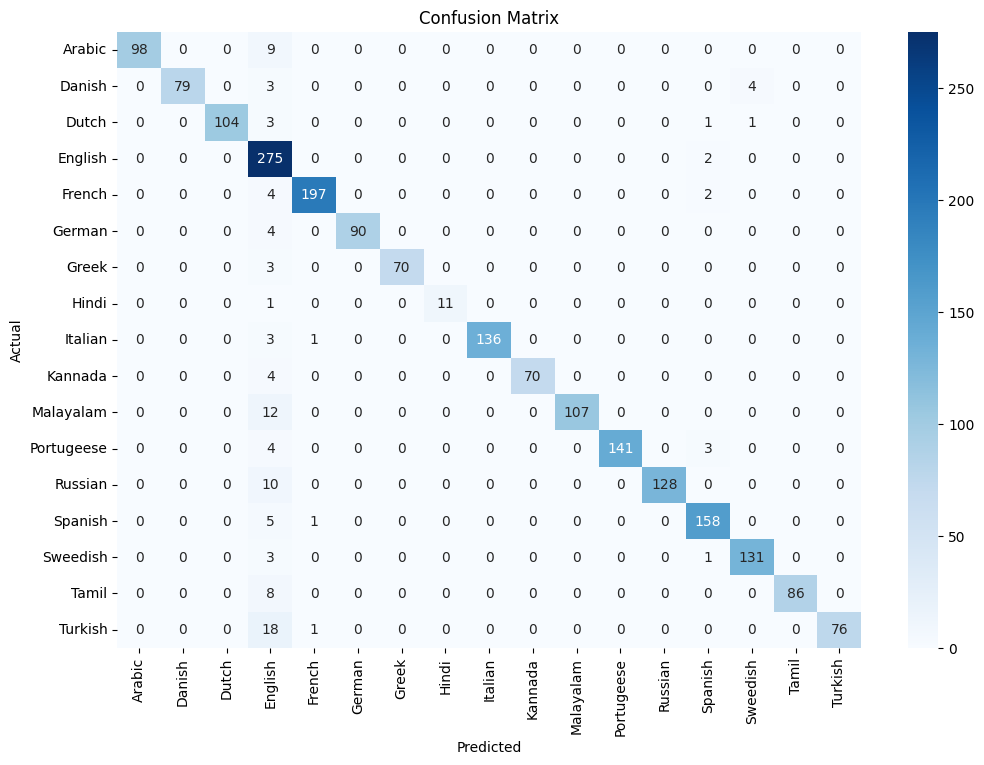 Confusion Matrix
Arabic 98 0 0 9 0 0 0 0 0 0 0 0 0 0 0 0 0
Danish 0 79 0 3 0 0 0 0 0 0 0 0 0 0 4 0 0
Dutch 0 0 104 3 0 0 0 0 0 0 0 0 0 1 1 0 0
English 0 0 0 275 0 0 0 0 0 0 0 0 0 2 0 0 0
French 0 0 0 4 197 0 0 0 0 0 0 0 0 2 0 0 0
German 0 0 0 4 0 90 0 0 0 0 0 0 0 0 0 0 0
Greek 0 0 0 3 0 0 70 0 0 0 0 0 0 0 0 0 0
Hindi 0 0 0 1 0 0 0 11 0 0 0 0 0 0 0 0 0
Italian 0 0 0 3 1 0 0 0 136 0 0 0 0 0 0 0 0
Kannada 0 0 0 4 0 0 0 0 0 70 0 0 0 0 0 0 0
Malayalam 0 0 0 12 0 0 0 0 0 0 107 0 0 0 0 0 0
Portugeese 0 0 0 4 0 0 0 0 0 0 0 141 0 3 0 0 0
Russian 0 0 0 10 0 0 0 0 0 0 0 0 128 0 0 0 0
Spanish 0 0 0 5 1 0 0 0 0 0 0 0 0 158 0 0 0
Sweedish 0 0 0 3 0 0 0 0 0 0 0 0 0 1 131 0 0
Tamil 0 0 0 8 0 0 0 0 0 0 0 0 0 0 0 86 0
Turkish 0 0 0 18 1 0 0 0 0 0 0 0 0 0 0 0 76
Actual
Arabic Danish Dutch English French German Greek Hindi Italian Kannada Malayalam Portugeese Russian Spanish Sweedish Tamil Turkish
Predicted
250
200
150
100
50
0